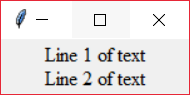 Line 1 of text
Line 2 of text